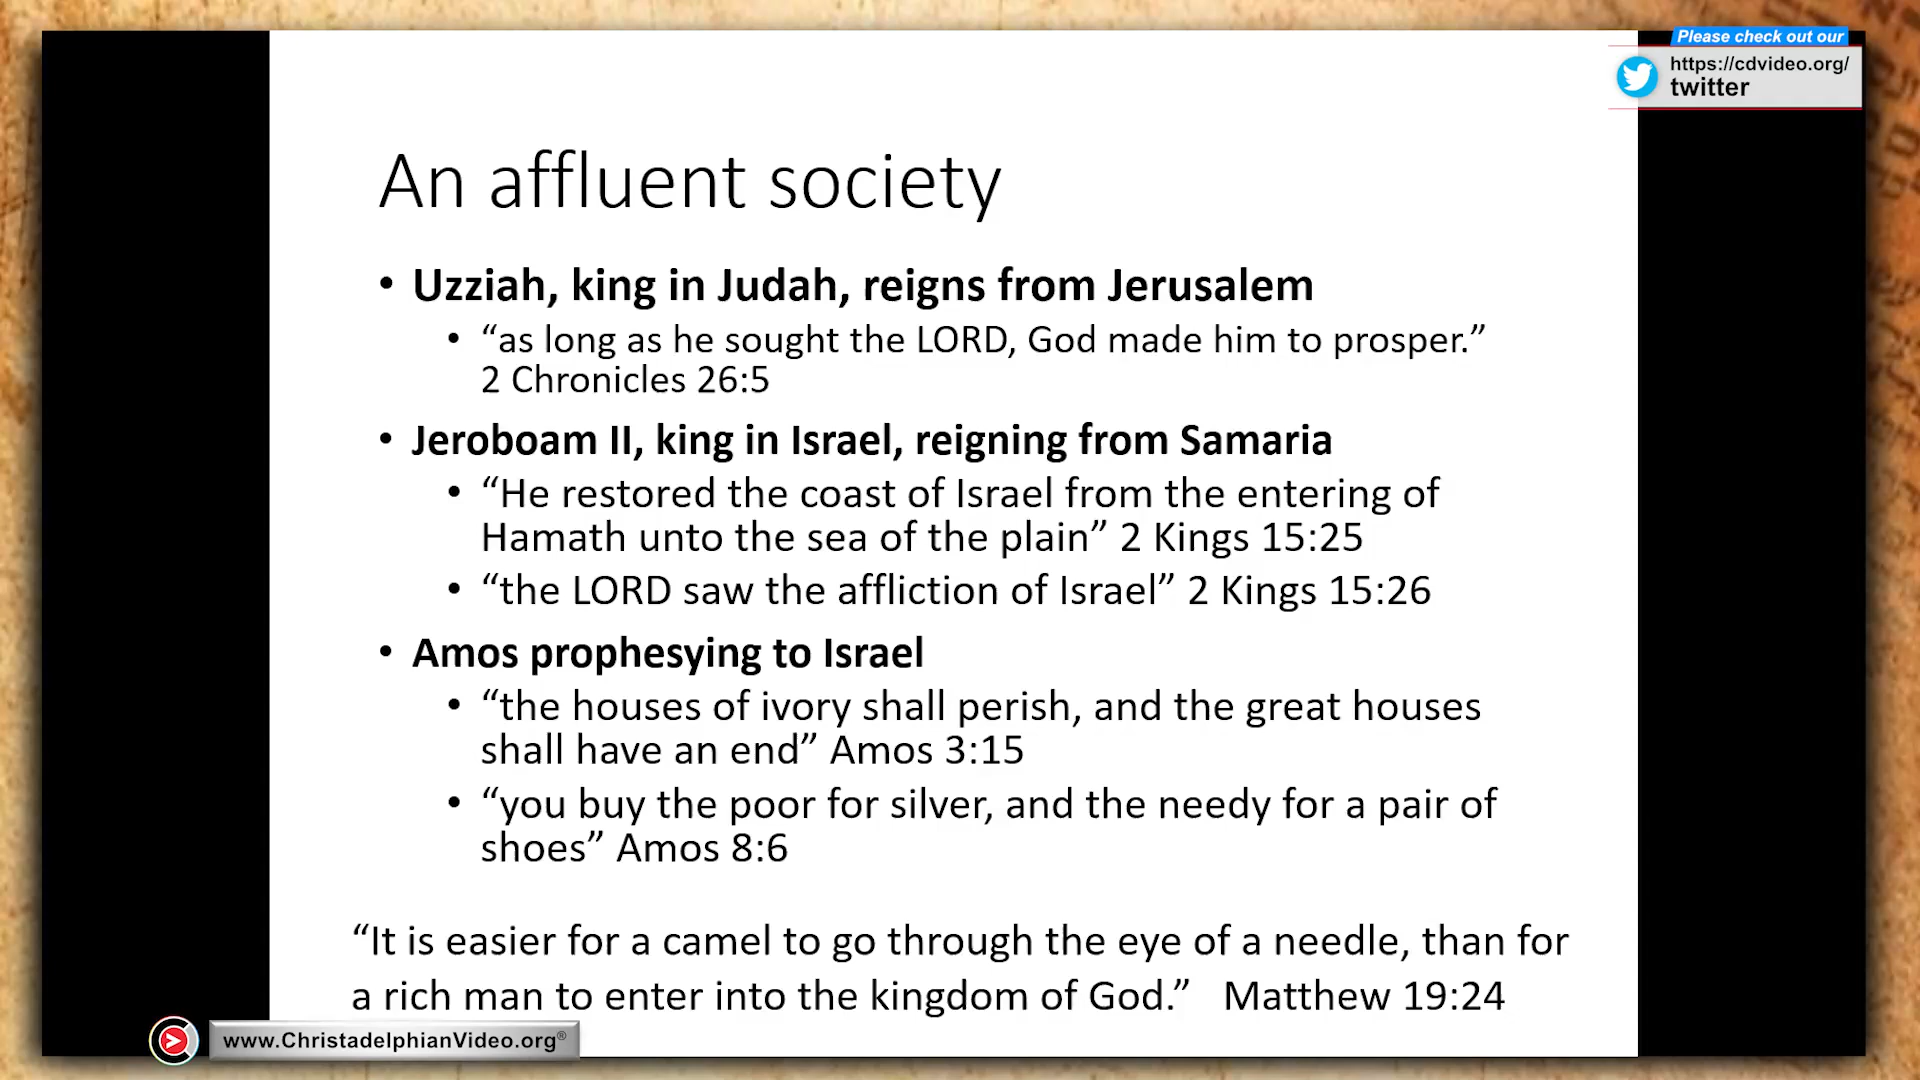 Please check out our
https://cdvideo.org/
twitter
An affluent society
• Uzziah, king in Judah, reigns from Jerusalem
• “as long as he sought the LORD, God made him to prosper.”
2 Chronicles 26:5
• Jeroboam II, king in Israel, reigning from Samaria
• “He restored the coast of Israel from the entering of
Hamath unto the sea of the plain” 2 Kings 15:25
• “the LORD saw the affliction of Israel” 2 Kings 15:26
• Amos prophesying to Israel
• “the houses of ivory shall perish, and the great houses
shall have an end” Amos 3:15
• “you buy the poor for silver, and the needy for a pair of
shoes” Amos 8:6
“It is easier for a camel to go through the eye of a needle, than for
a rich man to enter into the kingdom of God.” Matthew 19:24
www.ChristadelphianVideo.org®